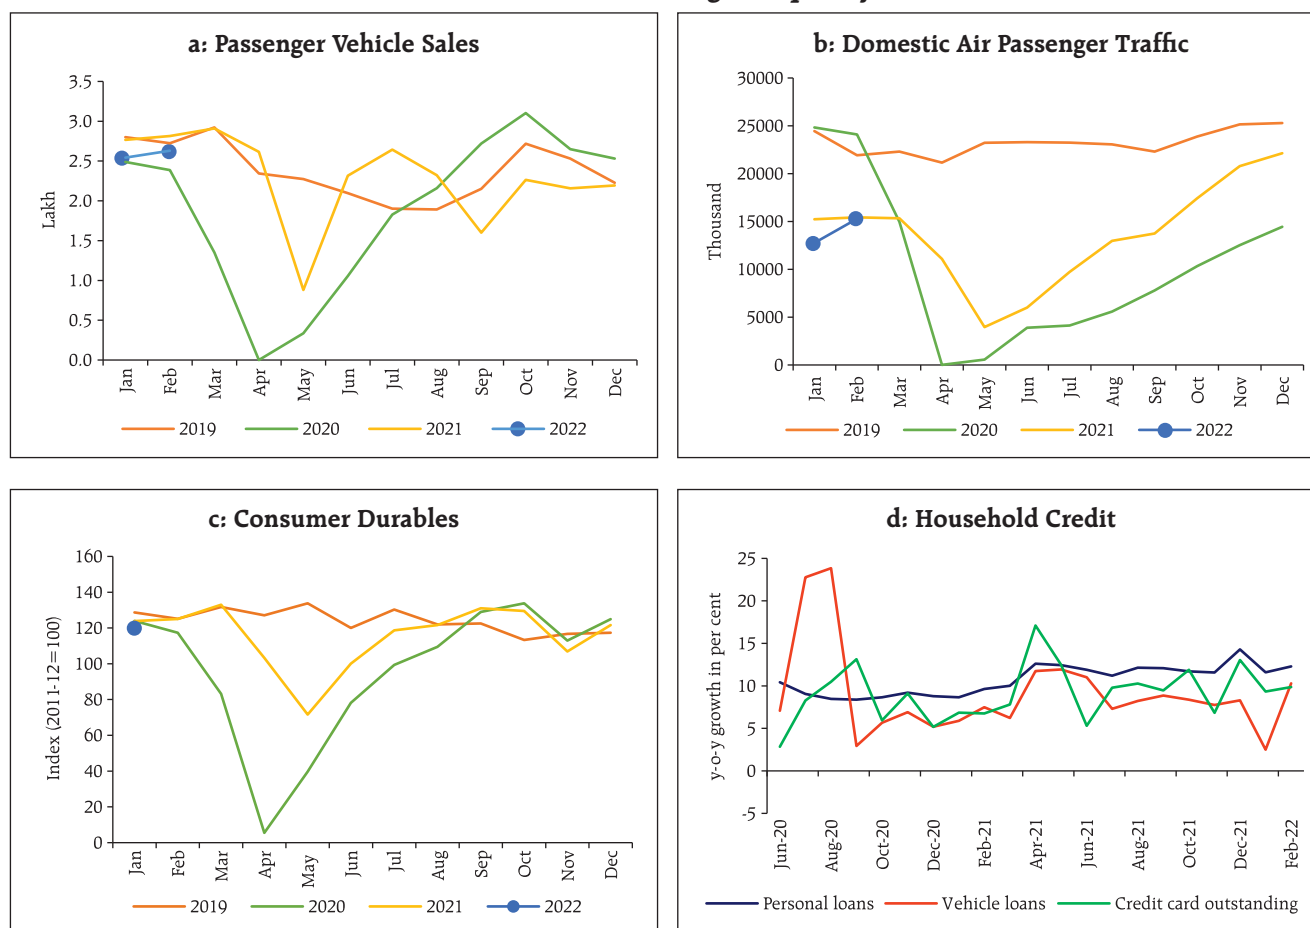 a: Passenger Vehicle Sales
3.5
3.0
2.5
2.0
1.5
1.0
0.5
0.0
Lakh
Jan Feb Mar Apr May Jun Jul Aug Sep Oct Nov Dec
2019 2020 2021 2022
b: Domestic Air Passenger Traffic
30000
25000
20000
15000
10000
5000
0
Thousand
Jan Feb Mar Apr May Jun Jul Aug Sep Oct Nov Dec
2019 2020 2021 2022
c: Consumer Durables
160
140
120
100
80
60
40
20
0
Index (2011-12=100)
Jan Feb Mar Apr May Jun Jul Aug Sep Oct Nov Dec
2019 2020 2021 2022
d: Household Credit
25
20
15
10
5
0
-5
y-o-y growth in per cent
Jun-20 Aug-20 Oct-20 Dec-20 Feb-21 Apr-21 Jun-21 Aug-21 Oct-21 Dec-21 Feb-22
Personal loans Vehicle loans Credit card outstanding